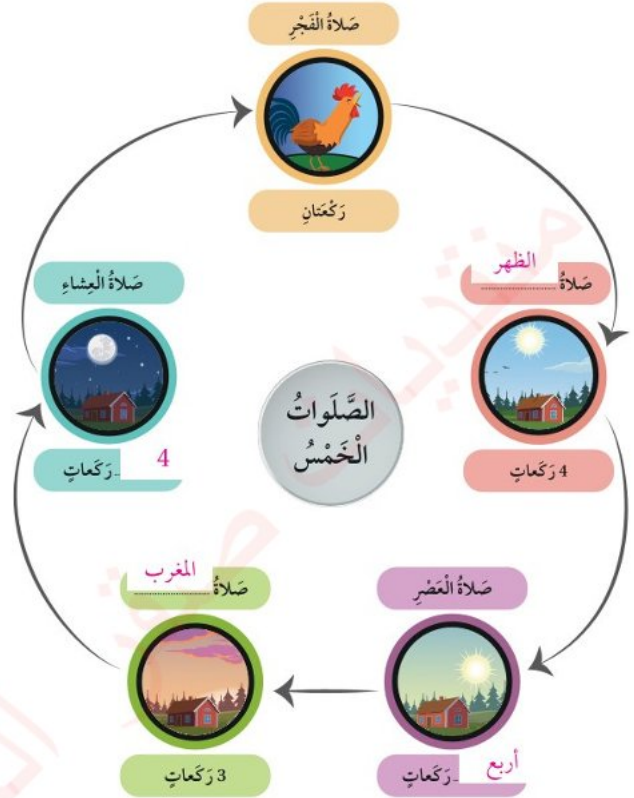 صَلاةُ الْفَجْرِ
رَكْعَتانِ
صَلاةُ الظهر
4 رَكَعاتٍ
صَلاةُ الْعَصْرِ
أربع رَكَعاتٍ
صَلاةُ المغرب
3 رَكَعاتٍ
صَلاةُ الْعِشاءِ
4 رَكَعاتٍ
الصَّلَواتُ
الْخَمْسُ